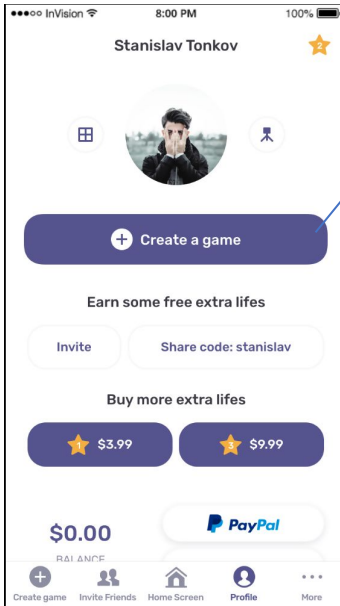 InVision 8:00 PM 100%
Stanislav Tonkov
2
Create a game
Earn some free extra lifes
Invite
Share code: stanislav
Buy more extra lifes
1 $3.99
3 $9.99
$0.00
PayPal
BALANCE
Create game Invite Friends Home Screen Profile More